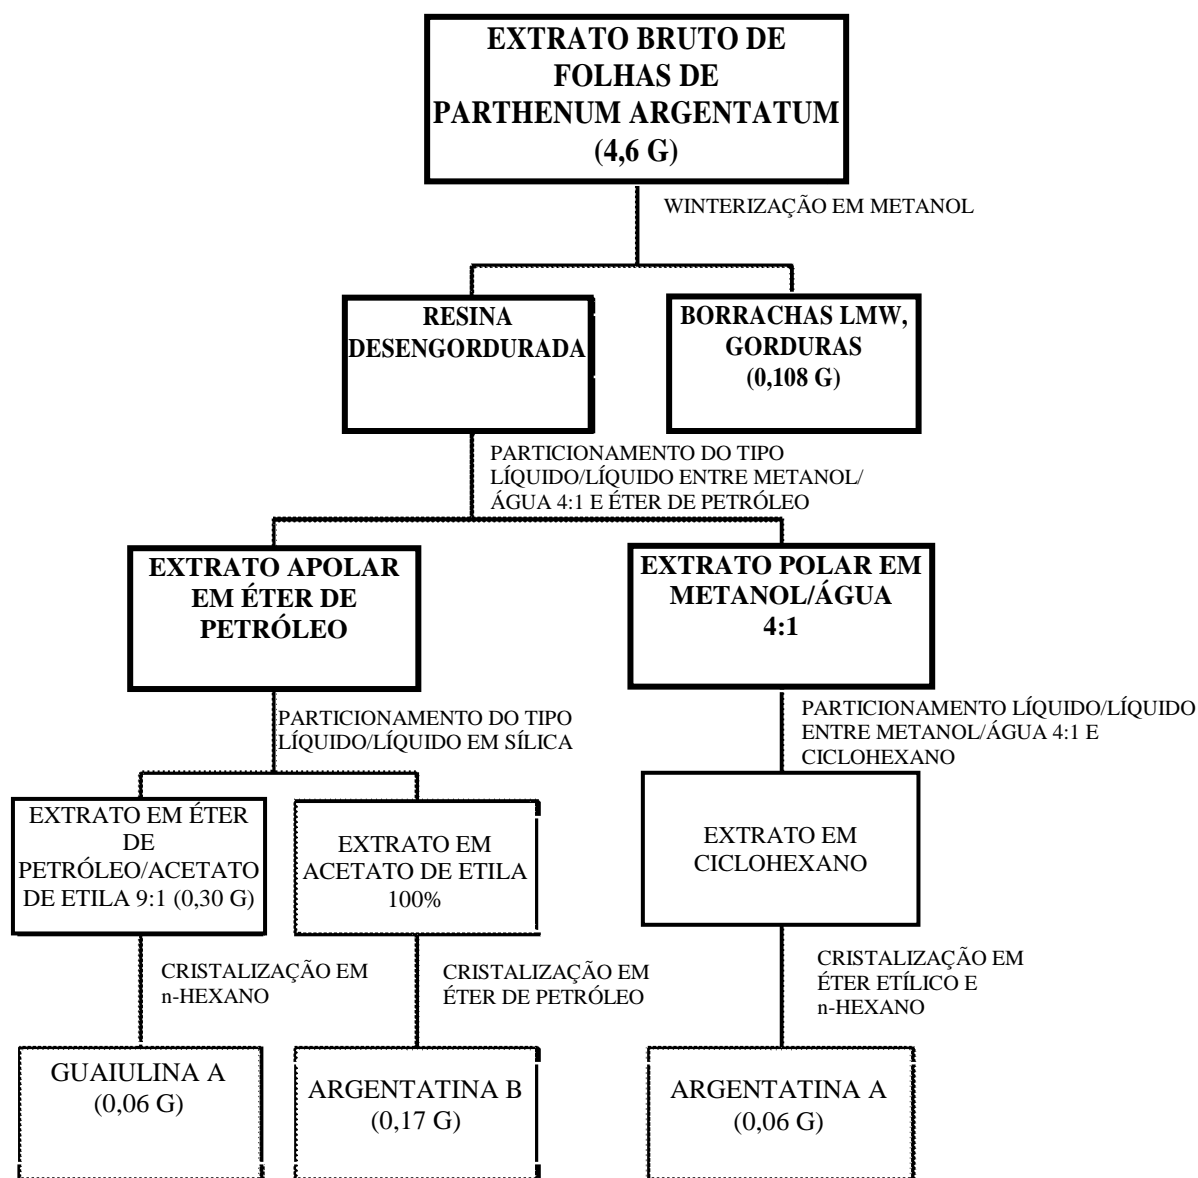 EXTRATO BRUTO DE
FOLHAS DE
PARTHENUM ARGENTATUM
(4,6 G)
WINTERIZAÇÃO EM METANOL
RESINA
DESENGORDURADA
BORRACHAS LMW,
GORDURAS
(0,108 G)
PARTICIONAMENTO DO TIPO
LÍQUIDO/LÍQUIDO ENTRE METANOL/
ÁGUA 4:1 E ÉTER DE PETRÓLEO
EXTRATO APOLAR
EM ÉTER DE
PETRÓLEO
EXTRATO POLAR EM
METANOL/ÁGUA
4:1
PARTICIONAMENTO DO TIPO
LÍQUIDO/LÍQUIDO EM SÍLICA
PARTICIONAMENTO LÍQUIDO/LÍQUIDO
ENTRE METANOL/ÁGUA 4:1 E
CICLOHEXANO
EXTRATO EM ÉTER
DE
PETRÓLEO/ACETATO
DE ETILA 9:1 (0,30 G)
EXTRATO EM
ACETATO DE ETILA
100%
EXTRATO EM
CICLOHEXANO
CRISTALIZAÇÃO EM
n-HEXANO
CRISTALIZAÇÃO EM
ÉTER DE PETRÓLEO
CRISTALIZAÇÃO EM
ÉTER ETÍLICO E
n-HEXANO
GUAIULINA A
(0,06 G)
ARGENTATINA B
(0,17 G)
ARGENTATINA A
(0,06 G)